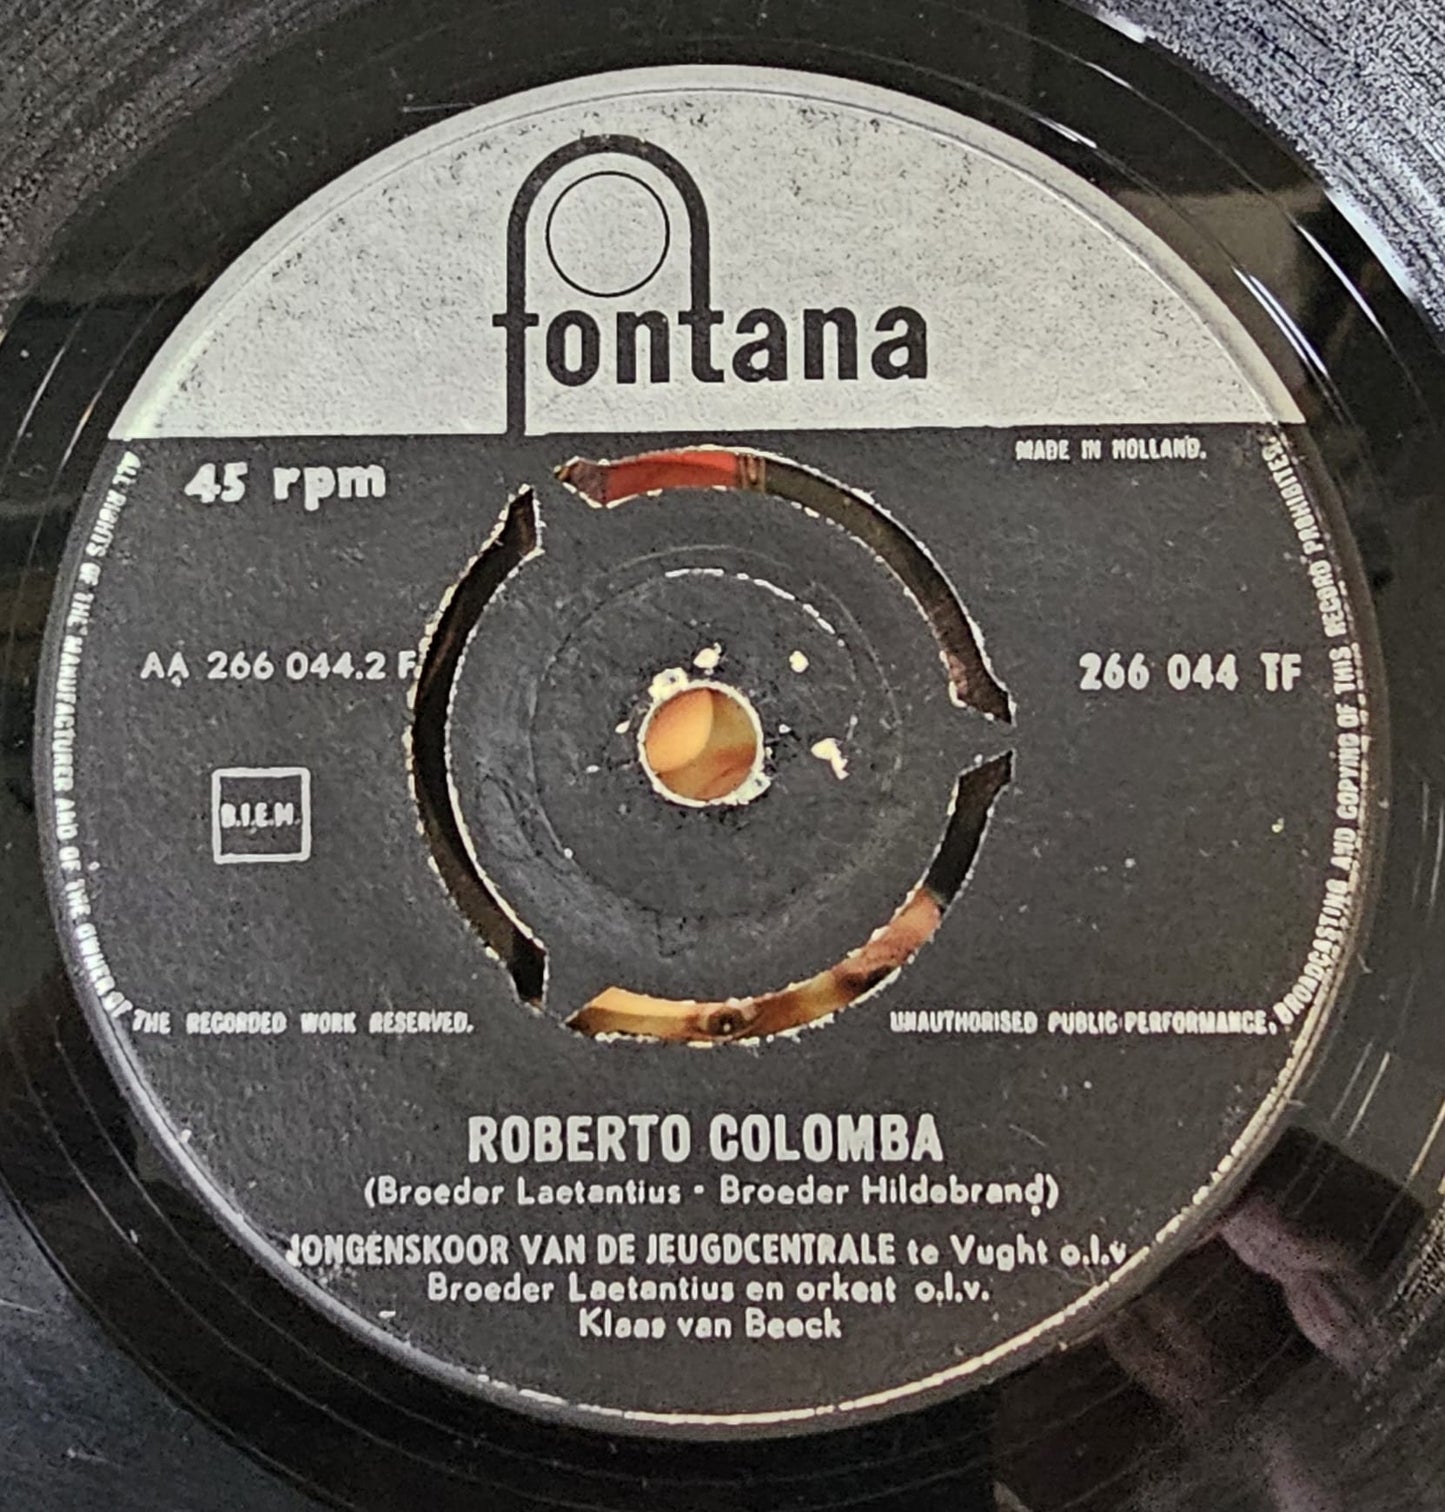 fontana
45 rpm
MADE IN HOLLAND.
AA 266 044.2 F
266 044 TF
B.I.E.M.
ALL RIGHTS OF THE MANUFACTURER AND OF THE OWNER OF
THE RECORDED WORK RESERVED.
UNAUTHORISED PUBLIC PERFORMANCE,
BROADCASTING AND COPYING OF THIS RECORD PROHIBITED
ROBERTO COLOMBA
(Broeder Laetantius • Broeder Hildebrand)
JONGENSKOOR VAN DE JEUGDCENTRALE te Vught o.l.v.
Broeder Laetantius en orkest o.l.v.
Klaas van Beeck